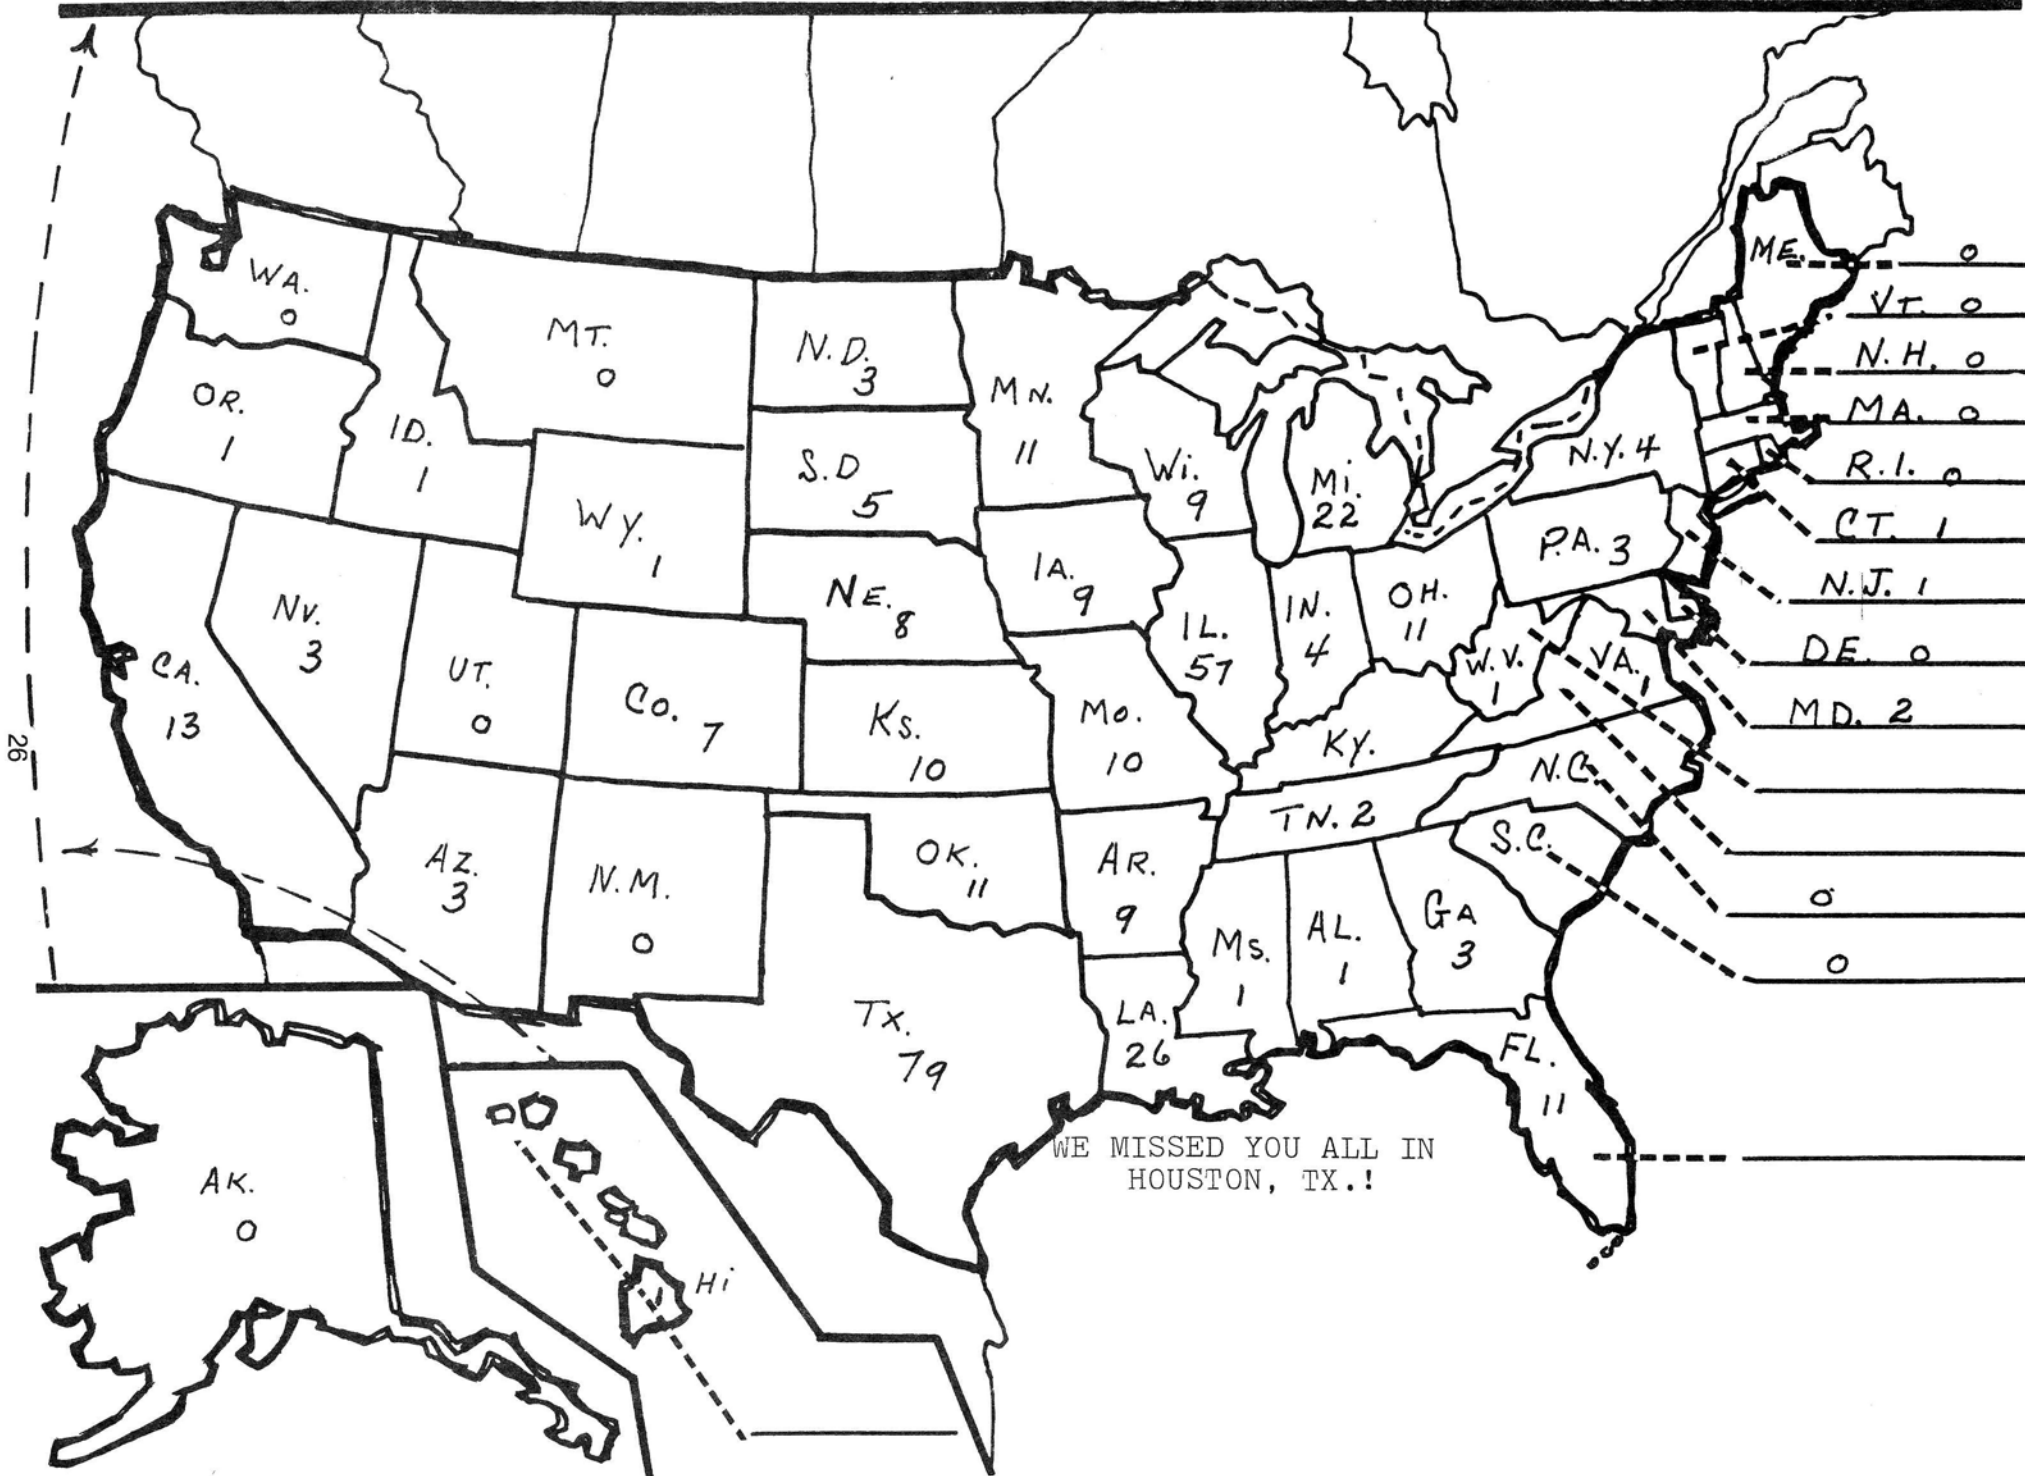 WA.
0
MT.
0
N.D.
3
MN.
11
ME. 0
VT. 0
N.H. 0
MA. 0
R.I. 0
CT. 1
N.J. 1
DE. 0
MD. 2
OR.
1
ID.
1
S.D
5
Wi.
9
Mi.
22
N.Y. 4
WY.
1
IA.
9
P.A. 3
NE.
8
NV.
3
CA.
13
UT.
0
CO. 7
KS.
10
MO.
10
IL.
57
IN.
4
OH.
11
W.V.
1
VA.
1
KY.
TN. 2
N.C.
0
S.C.
0
AZ.
3
N.M.
0
OK.
11
AR.
9
MS.
1
AL.
1
GA
3
TX.
79
LA.
26
FL.
11
26
WE MISSED YOU ALL IN
HOUSTON, TX.!
AK.
0
Hi
1